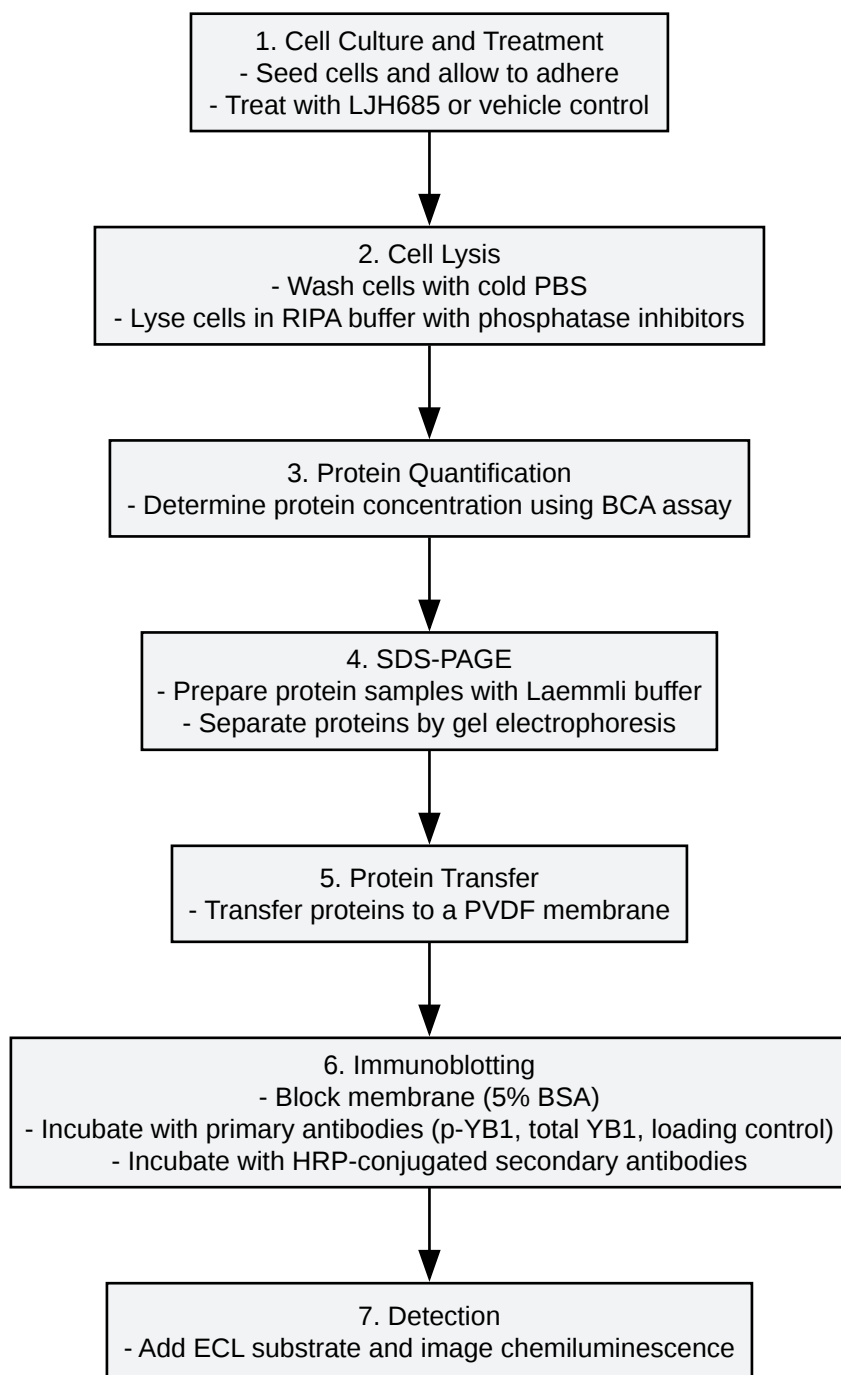 1. Cell Culture and Treatment
- Seed cells and allow to adhere
- Treat with LJH685 or vehicle control
2. Cell Lysis
- Wash cells with cold PBS
- Lyse cells in RIPA buffer with phosphatase inhibitors
3. Protein Quantification
- Determine protein concentration using BCA assay
4. SDS-PAGE
- Prepare protein samples with Laemmli buffer
- Separate proteins by gel electrophoresis
5. Protein Transfer
- Transfer proteins to a PVDF membrane
6. Immunoblotting
- Block membrane (5% BSA)
- Incubate with primary antibodies (p-YB1, total YB1, loading control)
- Incubate with HRP-conjugated secondary antibodies
7. Detection
- Add ECL substrate and image chemiluminescence